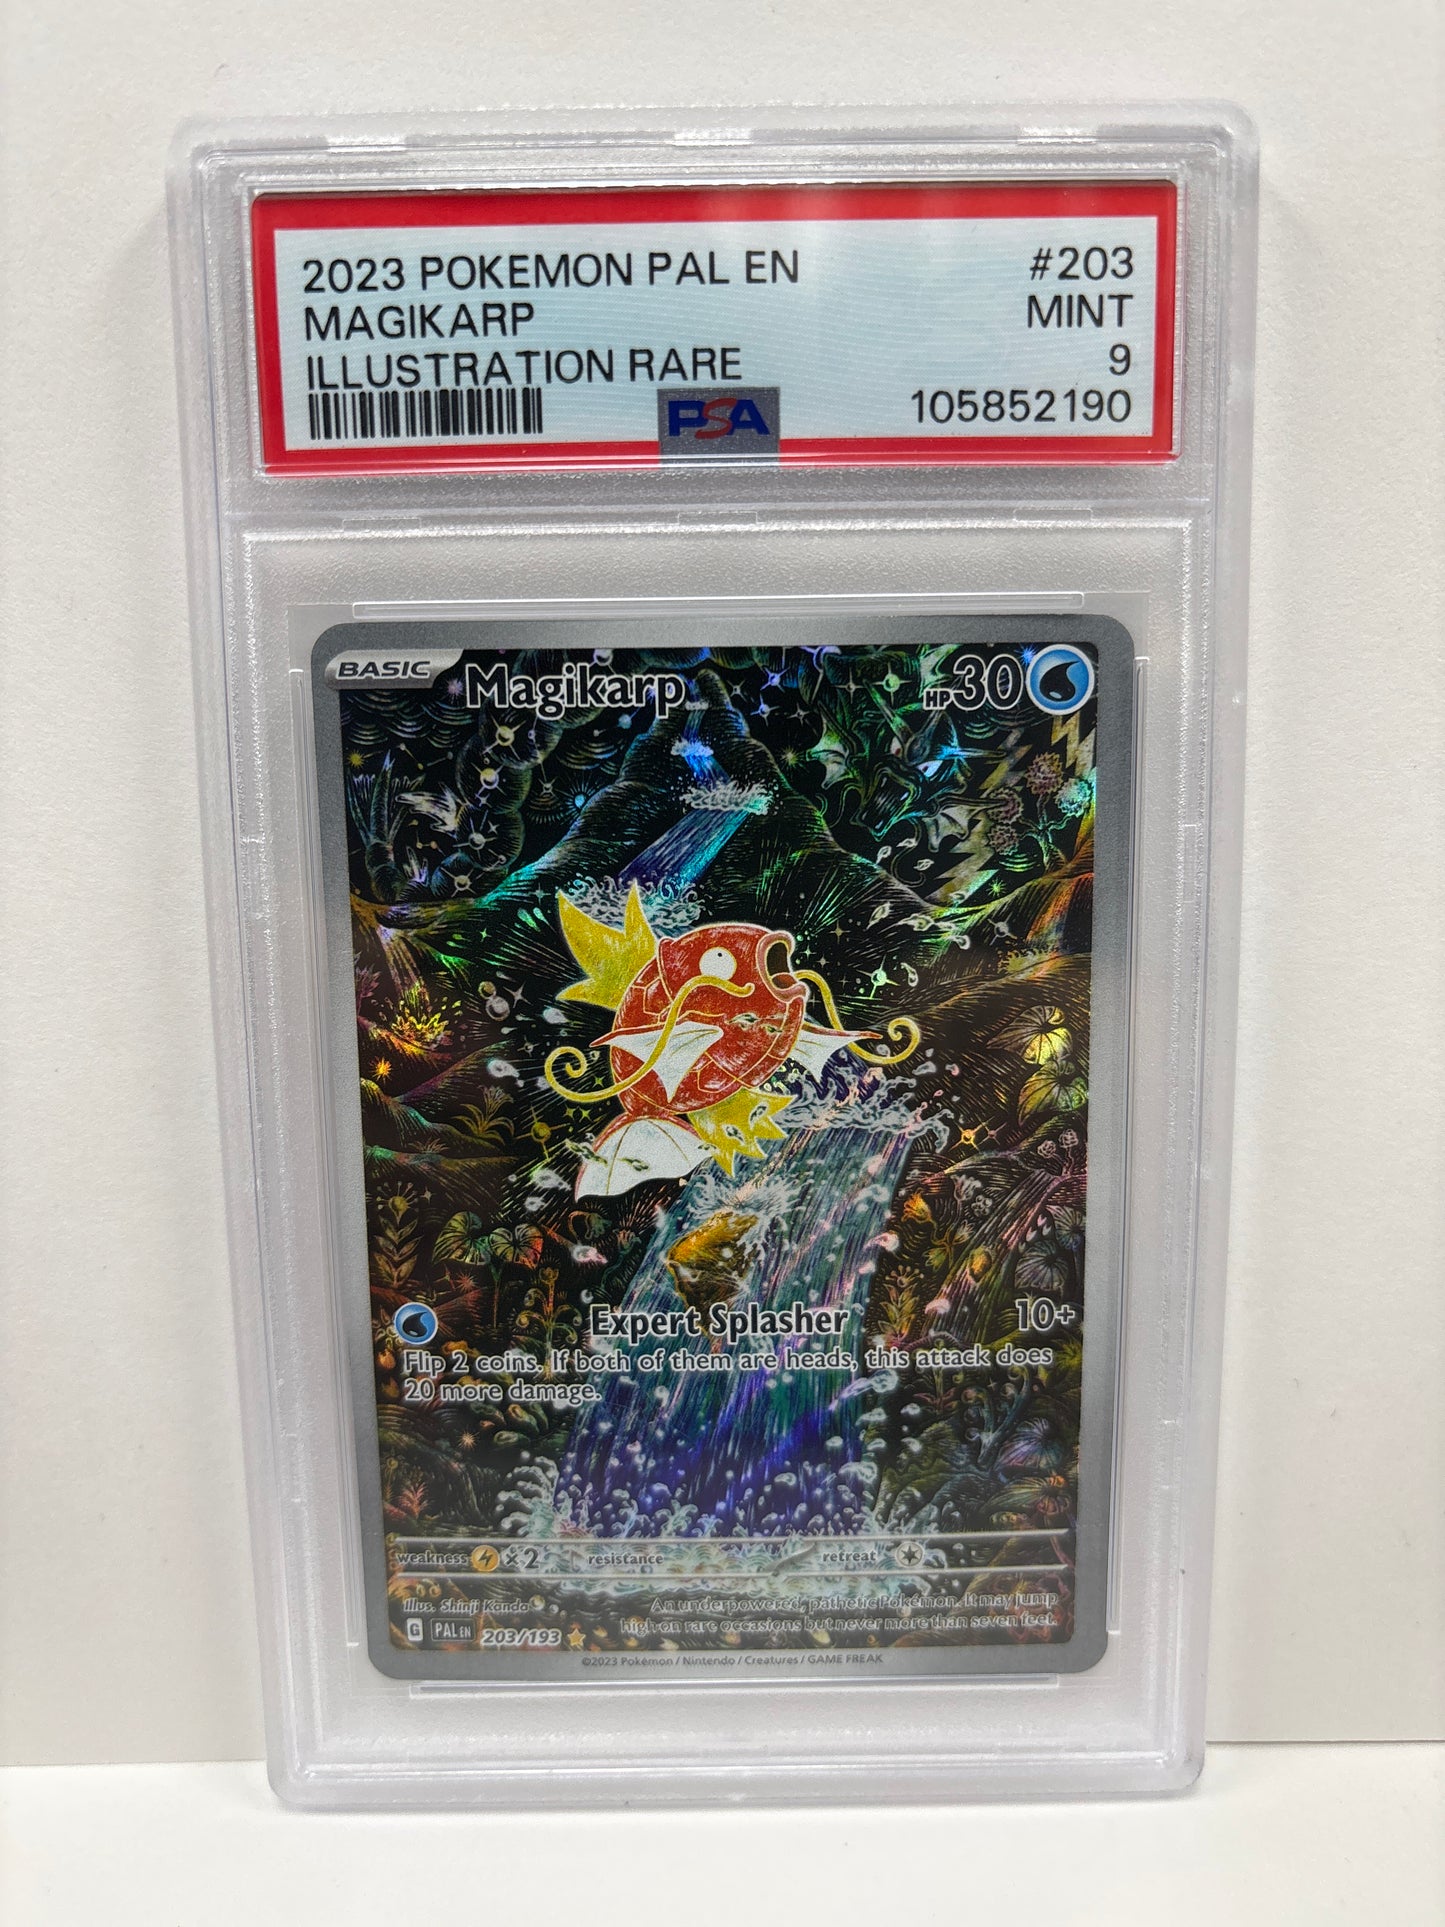 2023 POKEMON PAL EN #203
MAGIKARP MINT
ILLUSTRATION RARE 9
PSA 105852190
BASIC Magikarp HP30
Expert Splasher 10+
Flip 2 coins. If both of them are heads, this attack does
20 more damage.
weakness ×2 resistance retreat
Illus. Shinji Kanda
An underpowered, pathetic Pokémon. It may jump
high on rare occasions but never more than seven feet.
G PAL EN 203/193
©2023 Pokémon / Nintendo / Creatures / GAME FREAK